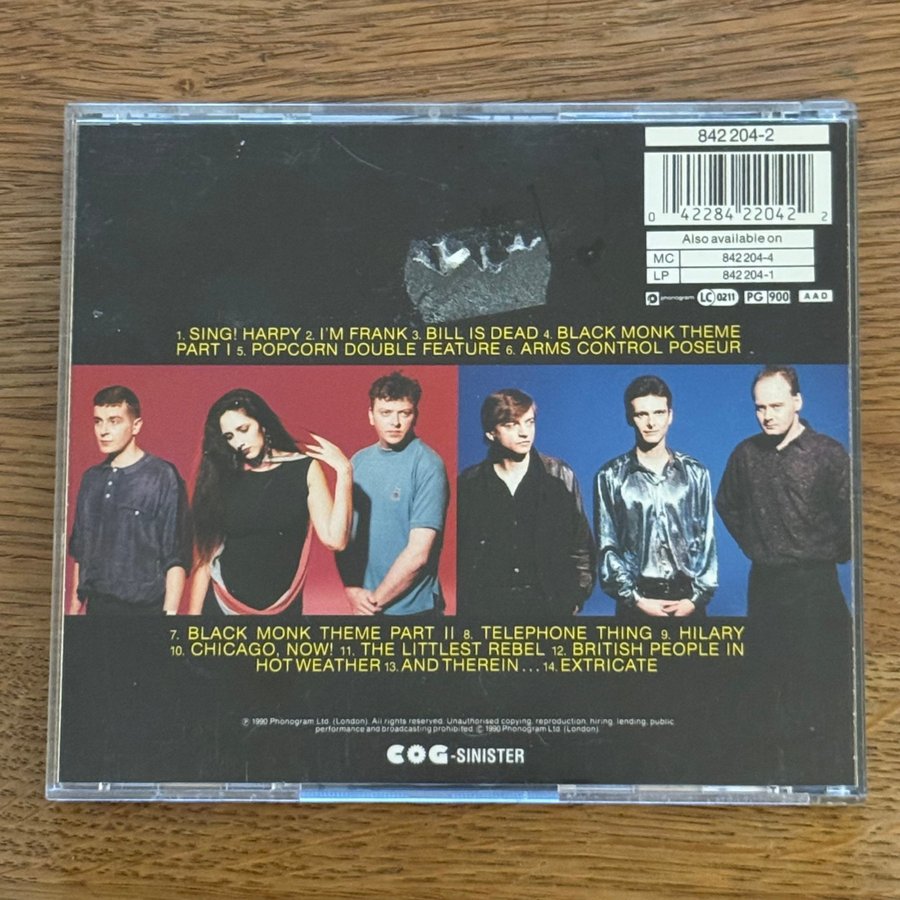 842 204-2
0 42284 22042 2
Also available on
MC 842 204-4
LP 842 204-1
phonogram LC 0211 PG 900 AAD
1. SING! HARPY 2. I'M FRANK 3. BILL IS DEAD 4. BLACK MONK THEME
PART I 5. POPCORN DOUBLE FEATURE 6. ARMS CONTROL POSEUR
7. BLACK MONK THEME PART II 8. TELEPHONE THING 9. HILARY
10. CHICAGO, NOW! 11. THE LITTLEST REBEL 12. BRITISH PEOPLE IN
HOT WEATHER 13. AND THEREIN... 14. EXTRICATE
℗ 1990 Phonogram Ltd. (London). All rights reserved. Unauthorised copying, reproduction, hiring, lending, public
performance and broadcasting prohibited. © 1990 Phonogram Ltd. (London).
COG-SINISTER